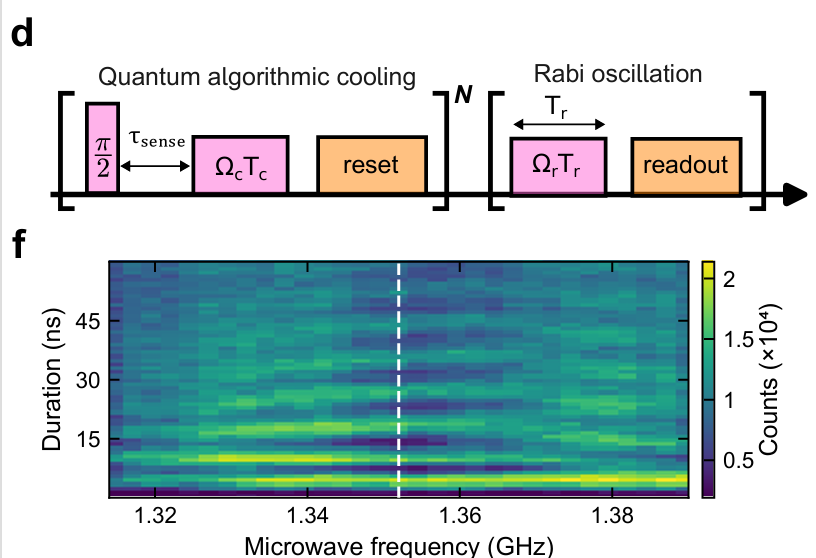 d
Quantum algorithmic cooling
N
Rabi oscillation
π/2
τsense
ΩcTc
reset
Tr
ΩrTr
readout
f
Duration (ns)
45
30
15
1.32
1.34
1.36
1.38
Microwave frequency (GHz)
2
1.5
1
0.5
Counts (×10⁴)